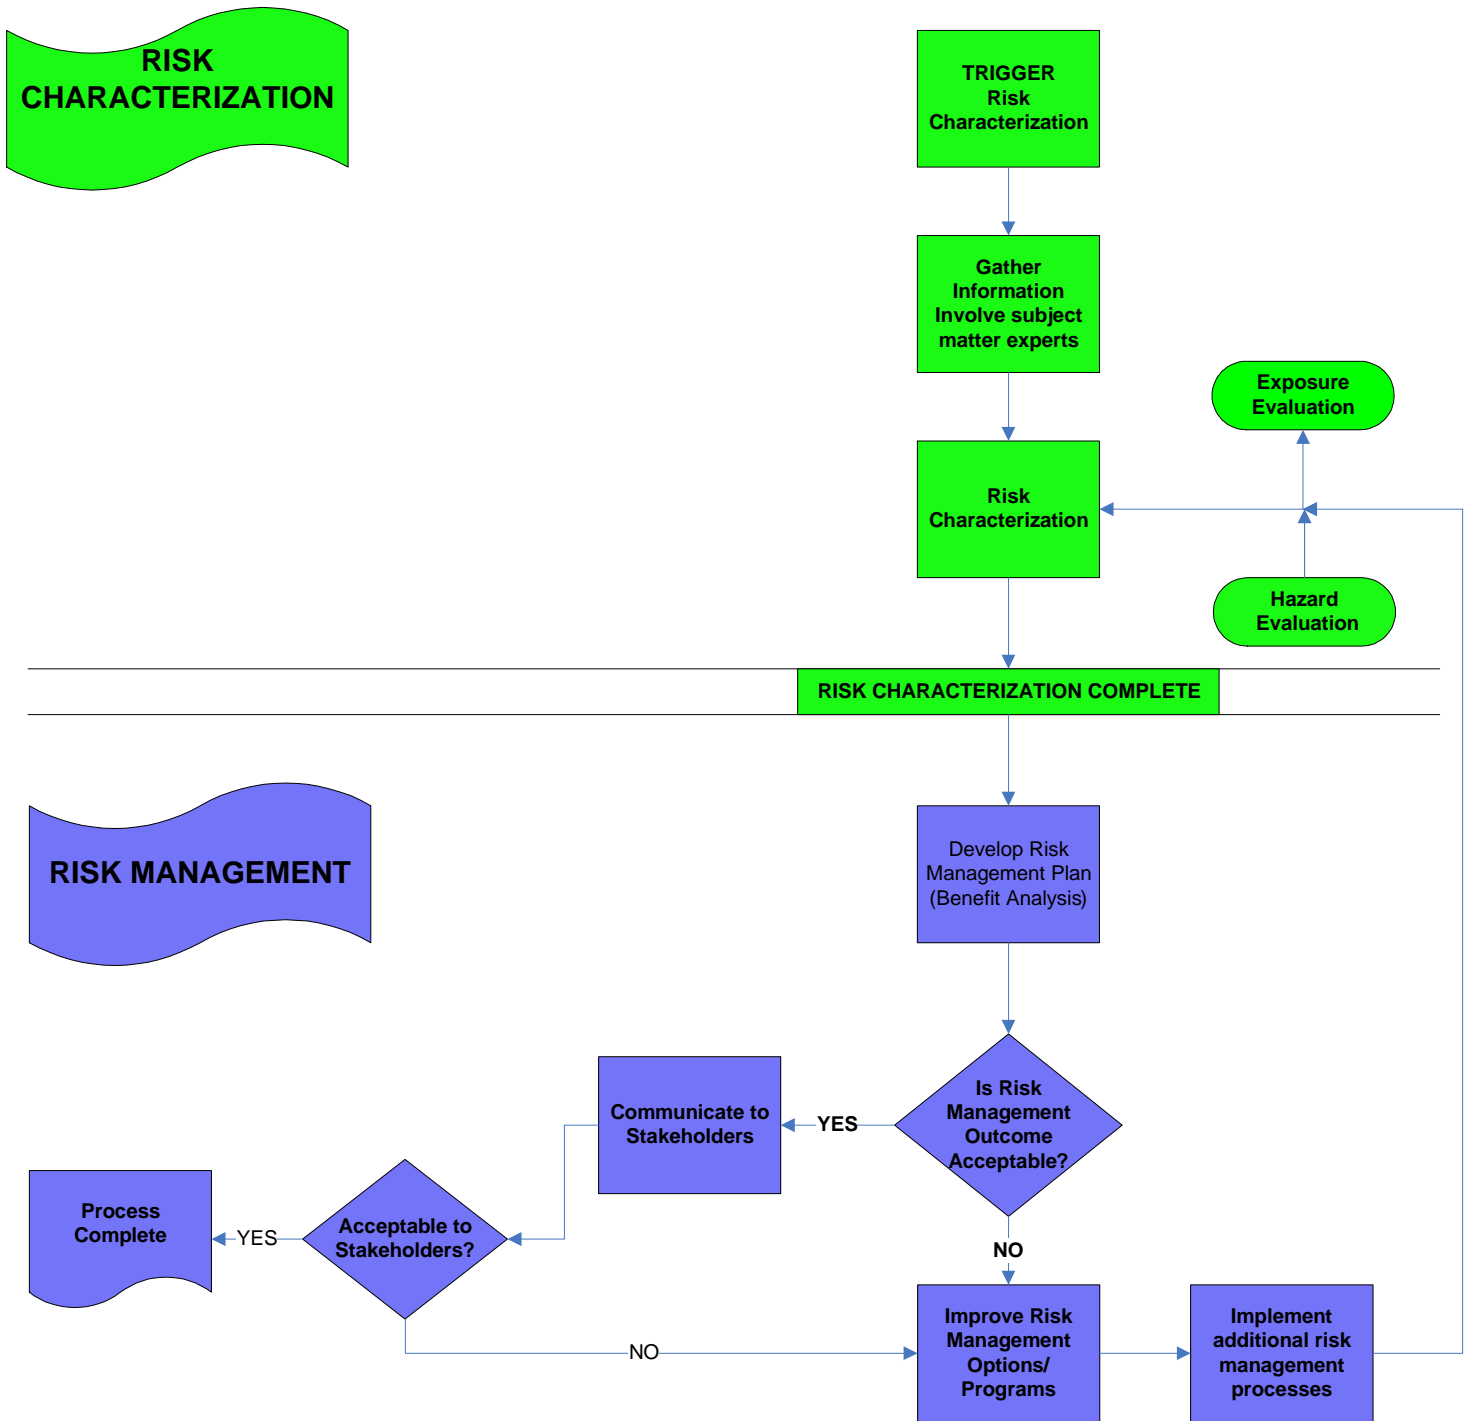 RISK
CHARACTERIZATION
TRIGGER
Risk
Characterization
Gather
Information
Involve subject
matter experts
Exposure
Evaluation
Risk
Characterization
Hazard
Evaluation
RISK CHARACTERIZATION COMPLETE
RISK MANAGEMENT
Develop Risk
Management Plan
(Benefit Analysis)
Is Risk
Management
Outcome
Acceptable?
YES
Communicate to
Stakeholders
Acceptable to
Stakeholders?
YES
Process
Complete
NO
NO
Improve Risk
Management
Options/
Programs
Implement
additional risk
management
processes